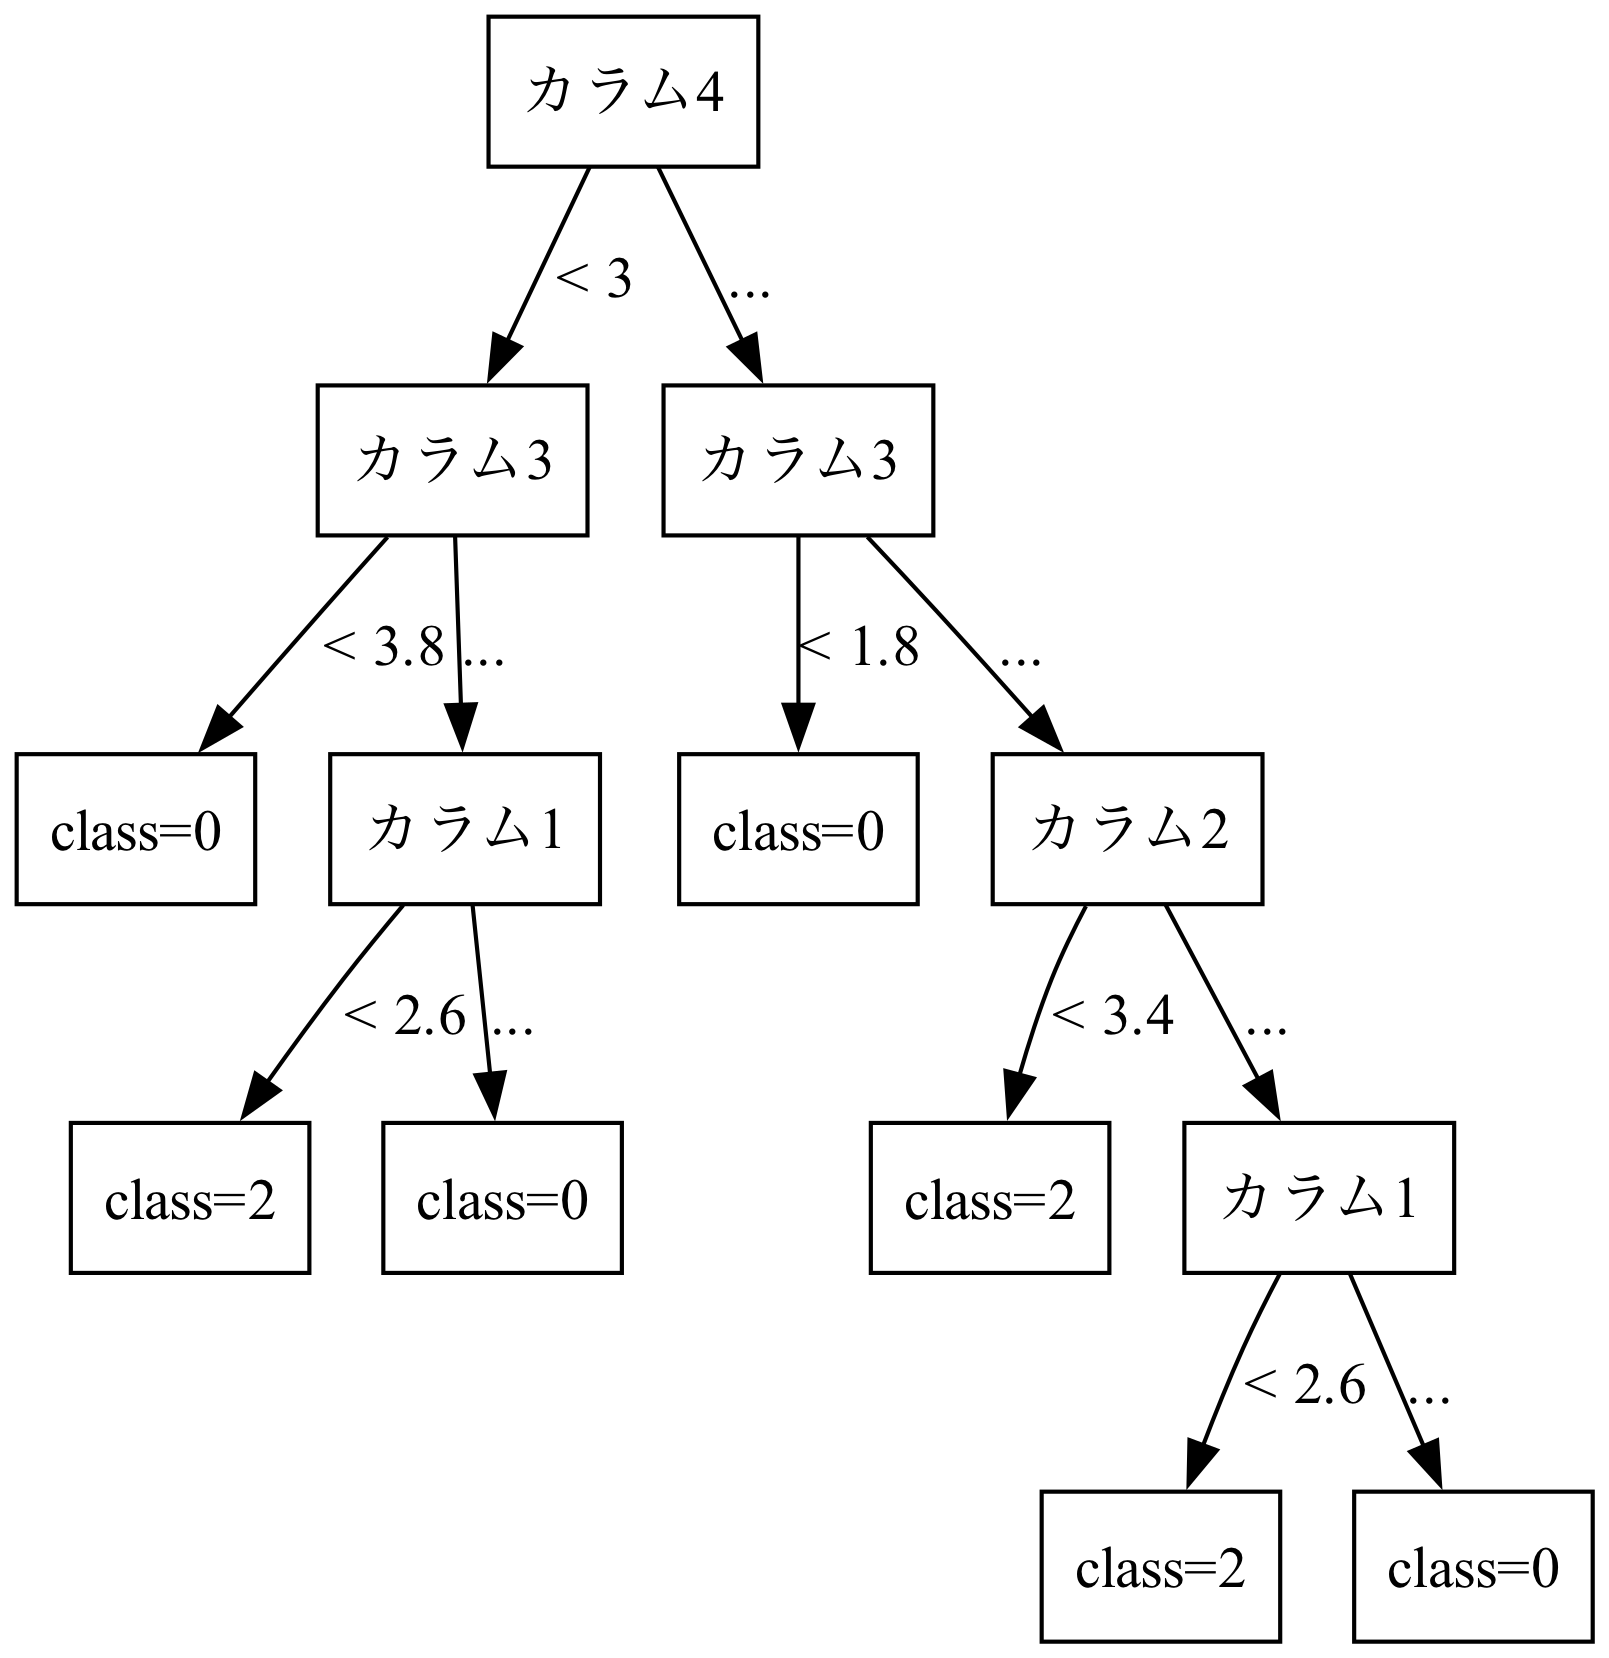 カラム4
< 3
...
カラム3
カラム3
< 3.8
...
< 1.8
...
class=0
カラム1
class=0
カラム2
< 2.6
...
< 3.4
...
class=2
class=0
class=2
カラム1
< 2.6
...
class=2
class=0